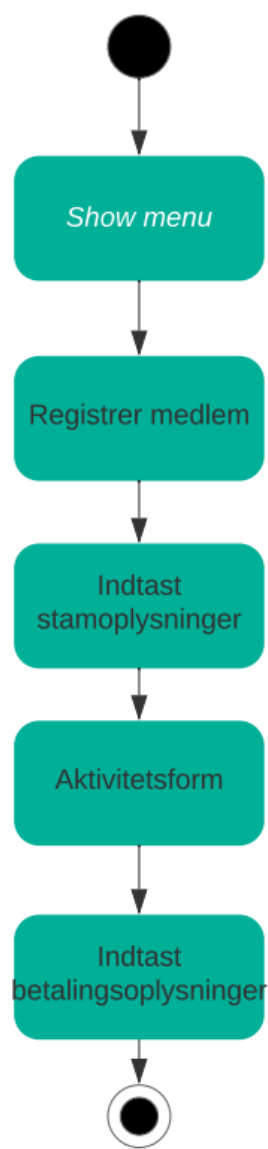 Show menu
Registrer medlem
Indtast
stamoplysninger
Aktivitetsform
Indtast
betalingsoplysninger